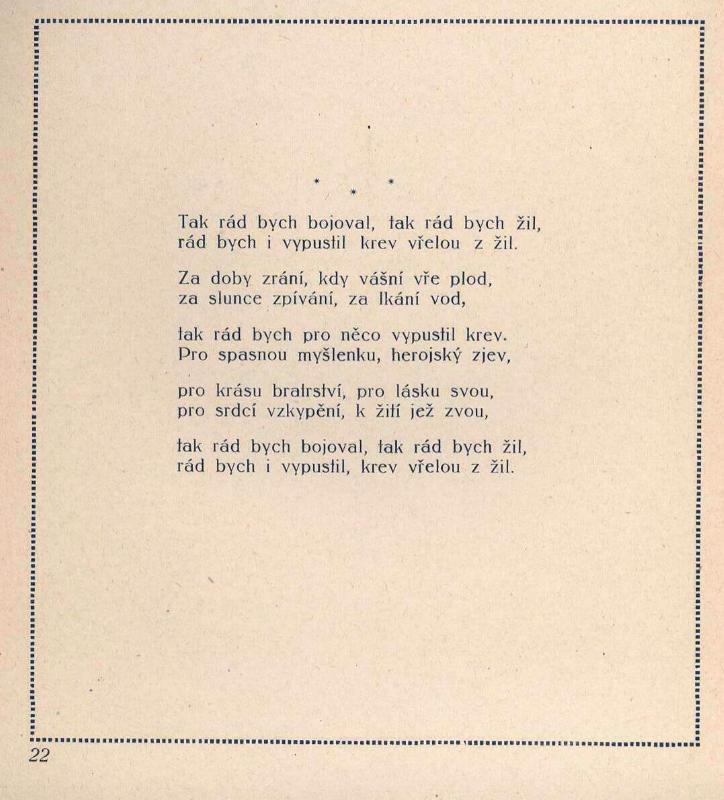 * * *
Tak rád bych bojoval, tak rád bych žil,
rád bych i vypustil krev vřelou z žil.
Za doby zrání, kdy vášní vře plod,
za slunce zpívání, za lkání vod,
tak rád bych pro něco vypustil krev.
Pro spasnou myšlenku, herojský zjev,
pro krásu bratrství, pro lásku svou,
pro srdcí vzkypění, k žití jež zvou,
tak rád bych bojoval, tak rád bych žil,
rád bych i vypustil, krev vřelou z žil.
22